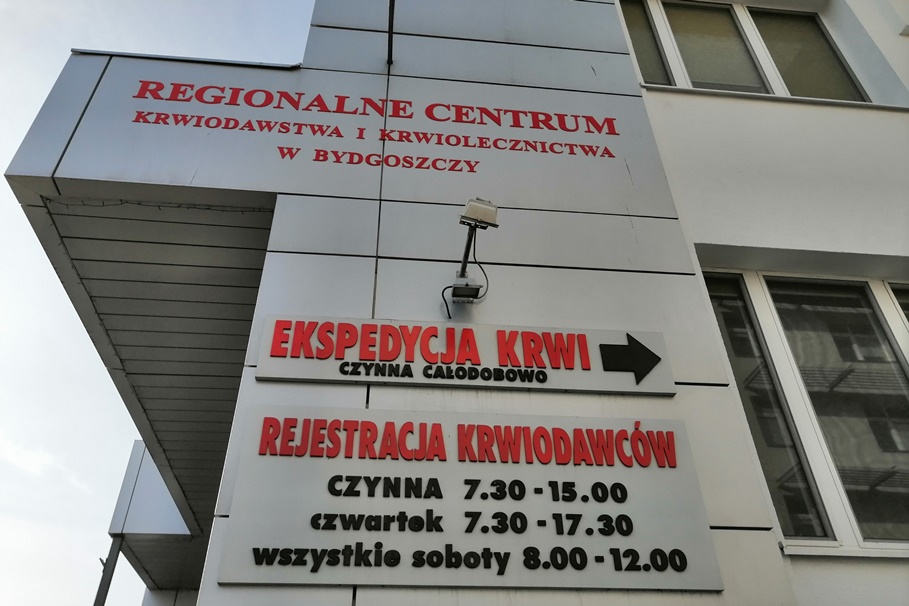 REGIONALNE CENTRUM
KRWIODAWSTWA I KRWIOLECZNICTWA
W BYDGOSZCZY
EKSPEDYCJA KRWI
CZYNNA CAŁODOBOWO
REJESTRACJA KRWIODAWCÓW
CZYNNA 7.30 - 15.00
czwartek 7.30 - 17.30
wszystkie soboty 8.00 - 12.00